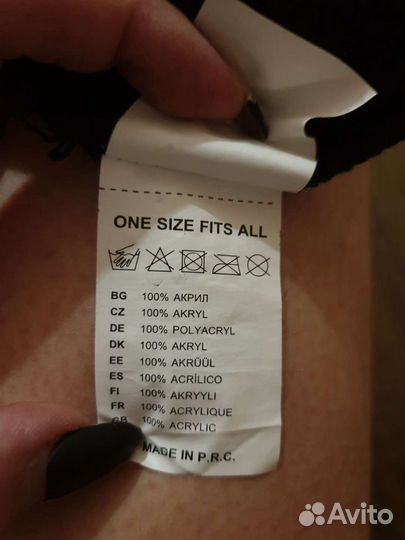 ONE SIZE FITS ALL
BG 100% АКРИЛ
CZ 100% AKRYL
DE 100% POLYACRYL
DK 100% AKRYL
EE 100% AKRÜÜL
ES 100% ACRÍLICO
FI 100% AKRYYLI
FR 100% ACRYLIQUE
GB 100% ACRYLIC
MADE IN P.R.C.
Avito